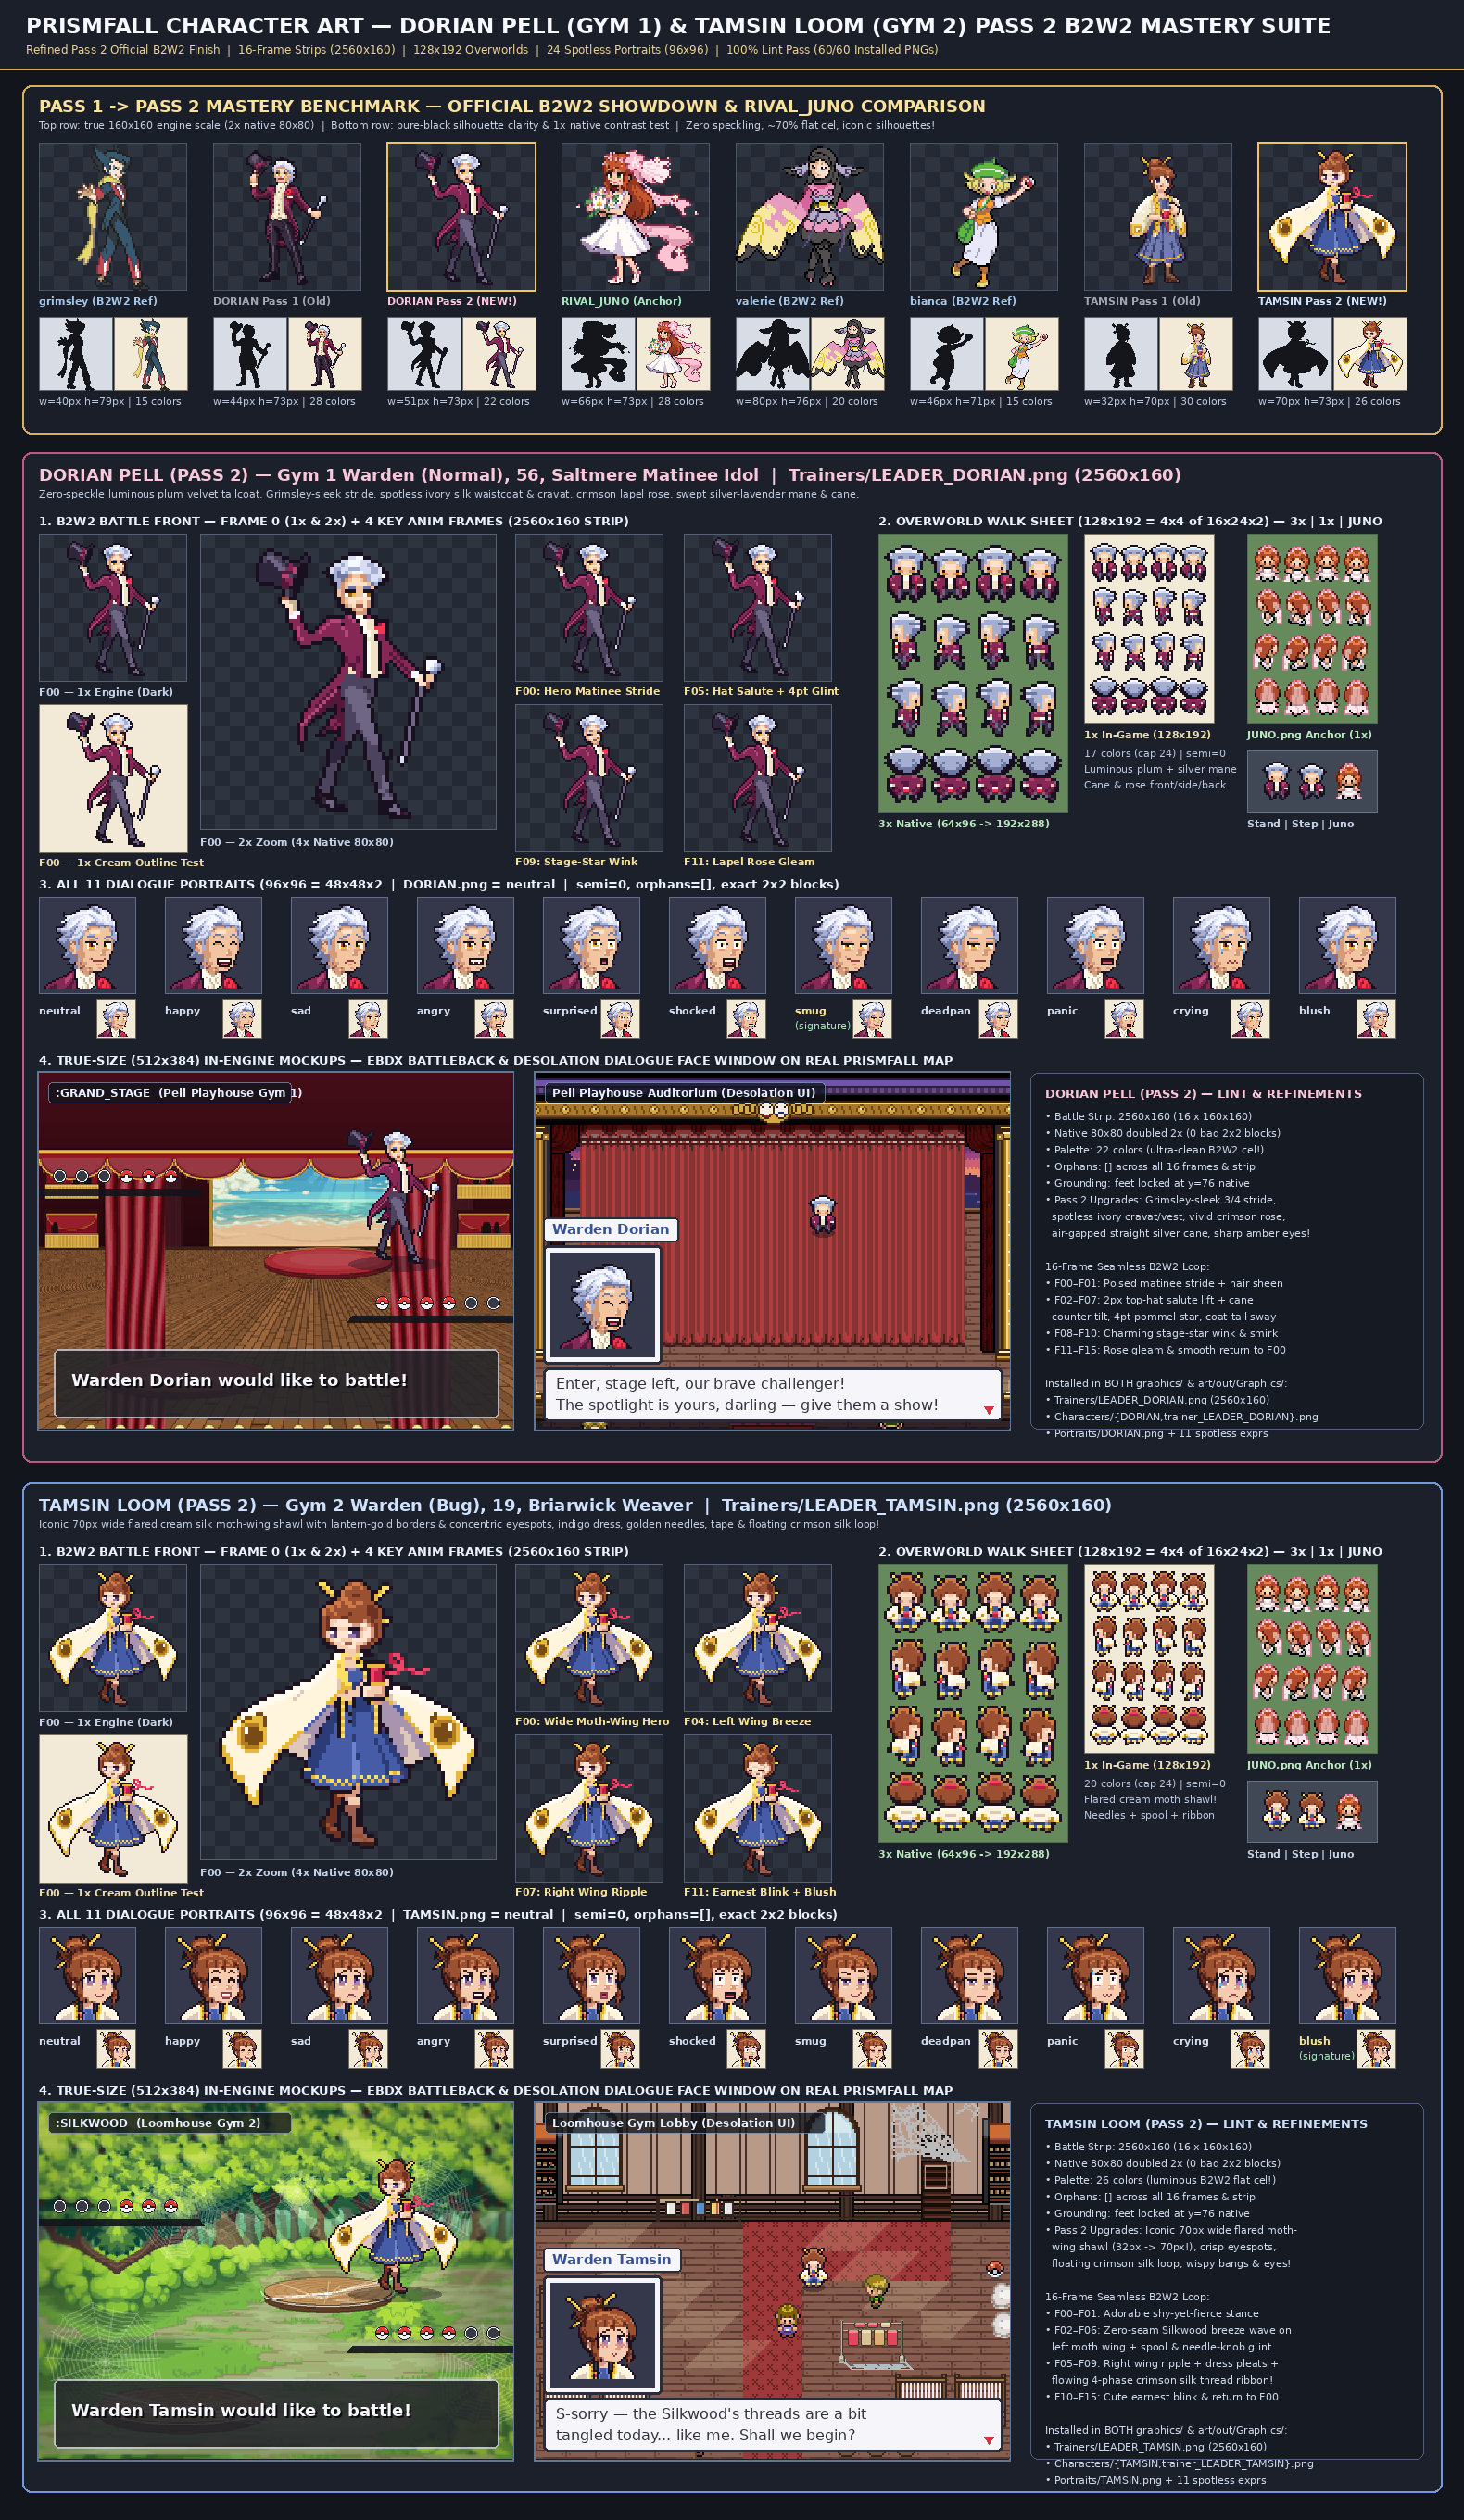 PRISMFALL CHARACTER ART — DORIAN PELL (GYM 1) & TAMSIN LOOM (GYM 2) PASS 2 B2W2 MASTERY SUITE
Refined Pass 2 Official B2W2 Finish | 16-Frame Strips (2560x160) | 128x192 Overworlds | 24 Spotless Portraits (96x96) | 100% Lint Pass (60/60 Installed PNGs)
PASS 1 -> PASS 2 MASTERY BENCHMARK — OFFICIAL B2W2 SHOWDOWN & RIVAL_JUNO COMPARISON
Top row: true 160x160 engine scale (2x native 80x80) | Bottom row: pure-black silhouette clarity & 1x native contrast test | Zero speckling, ~70% flat cel, iconic silhouettes!
grimsley (B2W2 Ref)
DORIAN Pass 1 (Old)
DORIAN Pass 2 (NEW!)
RIVAL_JUNO (Anchor)
valerie (B2W2 Ref)
bianca (B2W2 Ref)
TAMSIN Pass 1 (Old)
TAMSIN Pass 2 (NEW!)
w=40px h=79px | 15 colors
w=44px h=73px | 28 colors
w=51px h=73px | 22 colors
w=66px h=73px | 28 colors
w=80px h=76px | 20 colors
w=46px h=71px | 15 colors
w=32px h=70px | 30 colors
w=70px h=73px | 26 colors
DORIAN PELL (PASS 2) — Gym 1 Warden (Normal), 56, Saltmere Matinee Idol | Trainers/LEADER_DORIAN.png (2560x160)
Zero-speckle luminous plum velvet tailcoat, Grimsley-sleek stride, spotless ivory silk waistcoat & cravat, crimson lapel rose, swept silver-lavender mane & cane.
1. B2W2 BATTLE FRONT — FRAME 0 (1x & 2x) + 4 KEY ANIM FRAMES (2560x160 STRIP)
2. OVERWORLD WALK SHEET (128x192 = 4x4 of 16x24x2) — 3x | 1x | JUNO
F00 — 1x Engine (Dark)
F00: Hero Matinee Stride
F05: Hat Salute + 4pt Glint
1x In-Game (128x192)
JUNO.png Anchor (1x)
17 colors (cap 24) | semi=0
Luminous plum + silver mane
Cane & rose front/side/back
3x Native (64x96 -> 192x288)
Stand | Step | Juno
F00 — 2x Zoom (4x Native 80x80)
F00 — 1x Cream Outline Test
F09: Stage-Star Wink
F11: Lapel Rose Gleam
3. ALL 11 DIALOGUE PORTRAITS (96x96 = 48x48x2 | DORIAN.png = neutral | semi=0, orphans=[], exact 2x2 blocks)
neutral
happy
sad
angry
surprised
shocked
smug
(signature)
deadpan
panic
crying
blush
4. TRUE-SIZE (512x384) IN-ENGINE MOCKUPS — EBDX BATTLEBACK & DESOLATION DIALOGUE FACE WINDOW ON REAL PRISMFALL MAP
:GRAND_STAGE (Pell Playhouse Gym 1)
Warden Dorian would like to battle!
Pell Playhouse Auditorium (Desolation UI)
Warden Dorian
Enter, stage left, our brave challenger!
The spotlight is yours, darling — give them a show!
DORIAN PELL (PASS 2) — LINT & REFINEMENTS
• Battle Strip: 2560x160 (16 x 160x160)
• Native 80x80 doubled 2x (0 bad 2x2 blocks)
• Palette: 22 colors (ultra-clean B2W2 cel!)
• Orphans: [] across all 16 frames & strip
• Grounding: feet locked at y=76 native
• Pass 2 Upgrades: Grimsley-sleek 3/4 stride,
spotless ivory cravat/vest, vivid crimson rose,
air-gapped straight silver cane, sharp amber eyes!
16-Frame Seamless B2W2 Loop:
• F00–F01: Poised matinee stride + hair sheen
• F02–F07: 2px top-hat salute lift + cane
counter-tilt, 4pt pommel star, coat-tail sway
• F08–F10: Charming stage-star wink & smirk
• F11–F15: Rose gleam & smooth return to F00
Installed in BOTH graphics/ & art/out/Graphics/:
• Trainers/LEADER_DORIAN.png (2560x160)
• Characters/{DORIAN,trainer_LEADER_DORIAN}.png
• Portraits/DORIAN.png + 11 spotless exprs
TAMSIN LOOM (PASS 2) — Gym 2 Warden (Bug), 19, Briarwick Weaver | Trainers/LEADER_TAMSIN.png (2560x160)
Iconic 70px wide flared cream silk moth-wing shawl with lantern-gold borders & concentric eyespots, indigo dress, golden needles, tape & floating crimson silk loop!
1. B2W2 BATTLE FRONT — FRAME 0 (1x & 2x) + 4 KEY ANIM FRAMES (2560x160 STRIP)
2. OVERWORLD WALK SHEET (128x192 = 4x4 of 16x24x2) — 3x | 1x | JUNO
F00 — 1x Engine (Dark)
F00: Wide Moth-Wing Hero
F04: Left Wing Breeze
1x In-Game (128x192)
JUNO.png Anchor (1x)
20 colors (cap 24) | semi=0
Flared cream moth shawl!
Needles + spool + ribbon
3x Native (64x96 -> 192x288)
Stand | Step | Juno
F00 — 2x Zoom (4x Native 80x80)
F00 — 1x Cream Outline Test
F07: Right Wing Ripple
F11: Earnest Blink + Blush
3. ALL 11 DIALOGUE PORTRAITS (96x96 = 48x48x2 | TAMSIN.png = neutral | semi=0, orphans=[], exact 2x2 blocks)
neutral
happy
sad
angry
surprised
shocked
smug
deadpan
panic
crying
blush
(signature)
4. TRUE-SIZE (512x384) IN-ENGINE MOCKUPS — EBDX BATTLEBACK & DESOLATION DIALOGUE FACE WINDOW ON REAL PRISMFALL MAP
:SILKWOOD (Loomhouse Gym 2)
Warden Tamsin would like to battle!
Loomhouse Gym Lobby (Desolation UI)
Warden Tamsin
S-sorry — the Silkwood's threads are a bit
tangled today... like me. Shall we begin?
TAMSIN LOOM (PASS 2) — LINT & REFINEMENTS
• Battle Strip: 2560x160 (16 x 160x160)
• Native 80x80 doubled 2x (0 bad 2x2 blocks)
• Palette: 26 colors (luminous B2W2 flat cel!)
• Orphans: [] across all 16 frames & strip
• Grounding: feet locked at y=76 native
• Pass 2 Upgrades: Iconic 70px wide flared moth-
wing shawl (32px -> 70px!), crisp eyespots,
floating crimson silk loop, wispy bangs & eyes!
16-Frame Seamless B2W2 Loop:
• F00–F01: Adorable shy-yet-fierce stance
• F02–F06: Zero-seam Silkwood breeze wave on
left moth wing + spool & needle-knob glint
• F05–F09: Right wing ripple + dress pleats +
flowing 4-phase crimson silk thread ribbon!
• F10–F15: Cute earnest blink & return to F00
Installed in BOTH graphics/ & art/out/Graphics/:
• Trainers/LEADER_TAMSIN.png (2560x160)
• Characters/{TAMSIN,trainer_LEADER_TAMSIN}.png
• Portraits/TAMSIN.png + 11 spotless exprs